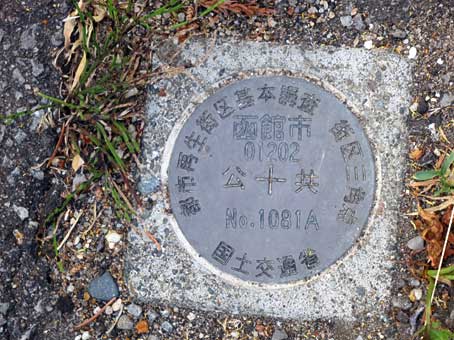 都市再生街区基本調査
街区三角点
函館市
01202
公十共
No.1081A
国土交通省